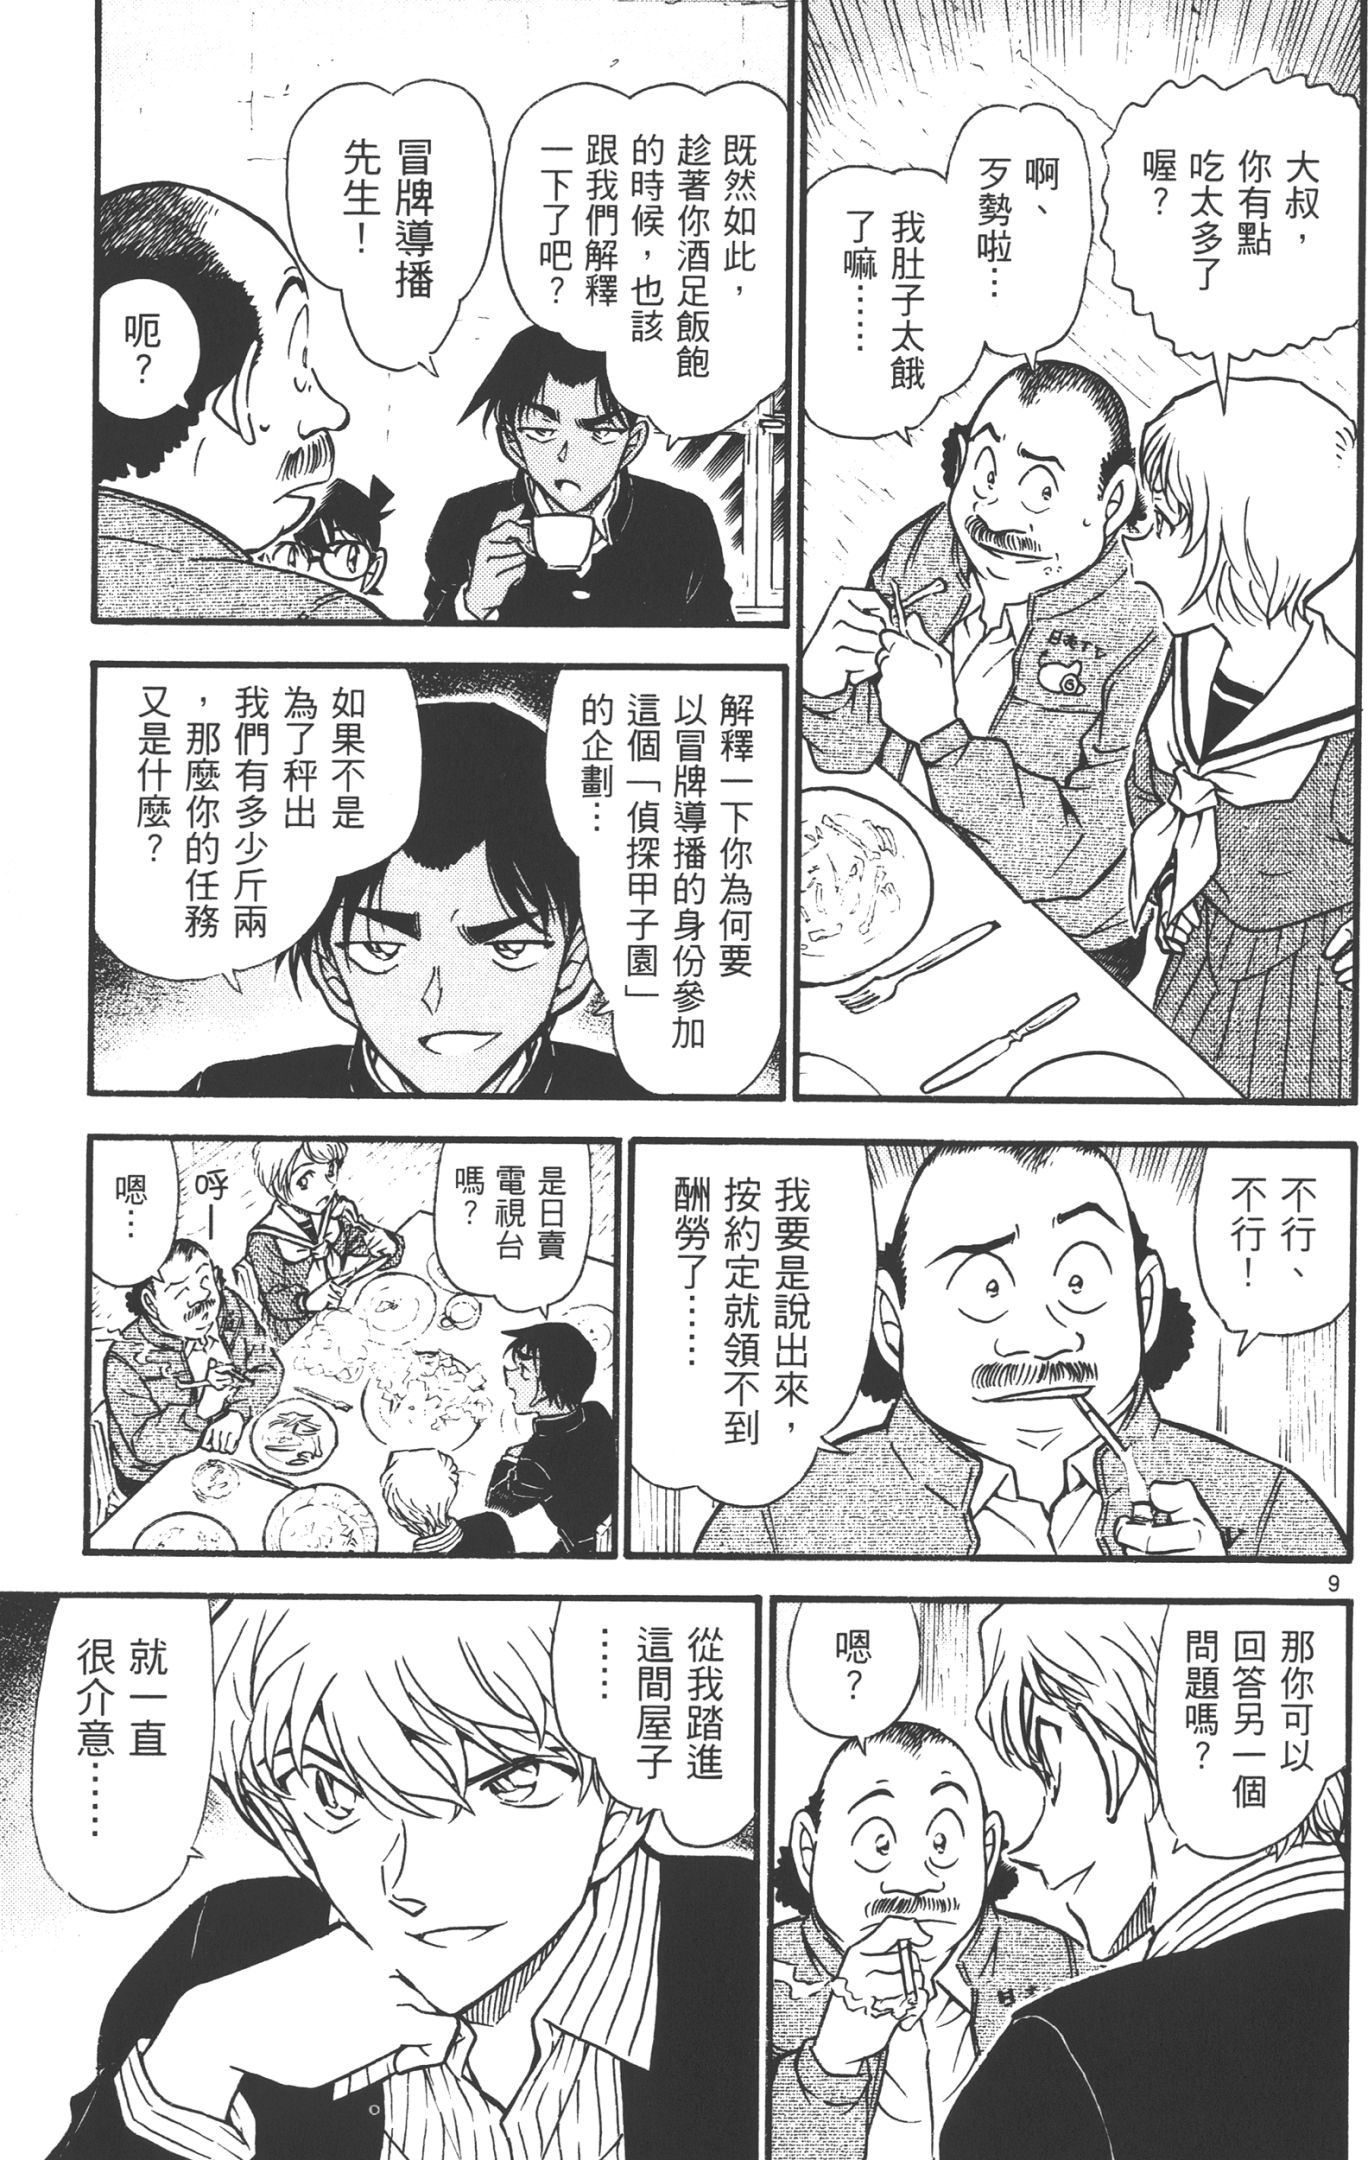 大叔，
你有點
吃太多了
喔？
啊、
歹勢啦…
我肚子太餓
了嘛……
日売TV
既然如此，
趁著你酒足飯飽
的時候，也該
跟我們解釋
一下了吧？
冒牌導播
先生！
呃？
解釋一下你為何要
以冒牌導播的身份參加
這個「偵探甲子園」
的企劃…
如果不是
為了秤出
我們有多少斤兩
，那麼你的任務
又是什麼？
不行、
不行！
我要是說出來，
按約定就領不到
酬勞了……
是日賣
電視台
嗎？
呼—
嗯…
9
那你可以
回答另一個
問題嗎？
嗯？
從我踏進
這間屋子
……
就一直
很介意……